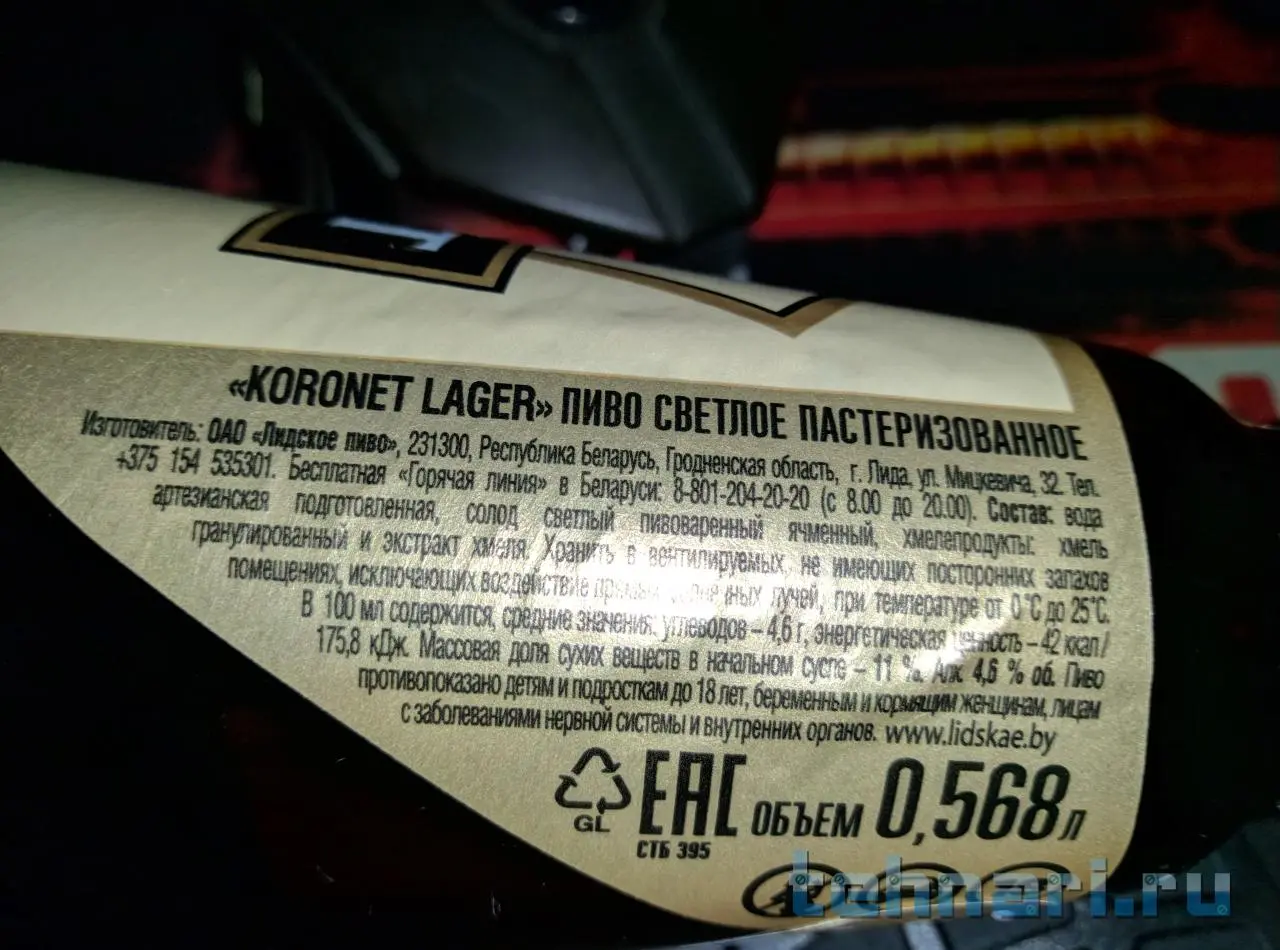 «KORONET LAGER» ПИВО СВЕТЛОЕ ПАСТЕРИЗОВАННОЕ
Изготовитель: ОАО «Лидское пиво», 231300, Республика Беларусь, Гродненская область, г. Лида, ул. Мицкевича, 32. Тел.
+375 154 535301. Бесплатная «Горячая линия» в Беларуси: 8-801-204-20-20 (с 8.00 до 20.00). Состав: вода
артезианская подготовленная, солод светлый пивоваренный ячменный, хмелепродукты: хмель
гранулированный и экстракт хмеля. Хранить в вентилируемых, не имеющих посторонних запахов
помещениях, исключающих воздействие прямых лучей, при температуре от 0°C до 25°C.
В 100 мл содержится, средние значения: углеводов – 4,6 г, энергетическая ценность – 42 ккал/
175,8 кДж. Массовая доля сухих веществ в начальном сусле – 11 %. Алк. 4,6 % об. Пиво
противопоказано детям и подросткам до 18 лет, беременным и кормящим женщинам, лицам
с заболеваниями нервной системы и внутренних органов. www.lidskae.by
GL
EAC
СТБ 395
ОБЪЕМ 0,568 л
tehnari.ru